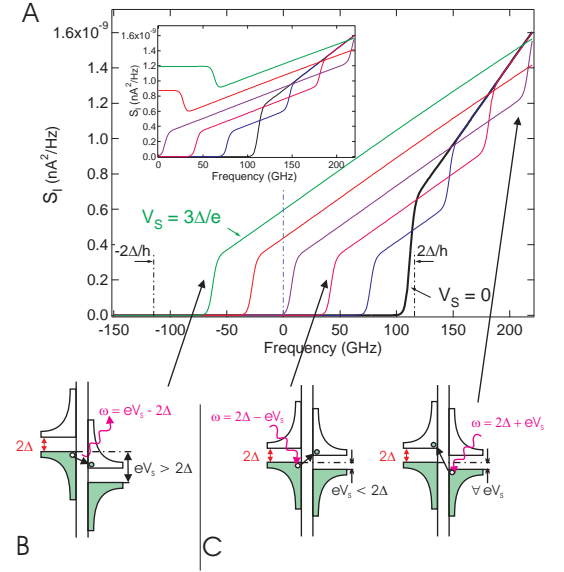 A
1.6x10⁻⁹
1.4
1.2
1.0
0.8
0.6
0.4
0.2
0.0
S_I (nA²/Hz)
-150
-100
-50
0
50
100
150
200
Frequency (GHz)
1.6x10⁻⁹
1.4
1.2
1.0
0.8
0.6
0.4
0.2
0.0
S_I (nA²/Hz)
0
50
100
150
200
Frequency (GHz)
V_S = 3Δ/e
-2Δ/h
2Δ/h
V_S = 0
ω = eV_S - 2Δ
2Δ
eV_S > 2Δ
B
ω = 2Δ – eV_S
2Δ
eV_S < 2Δ
C
ω = 2Δ + eV_S
2Δ
∀ eV_S